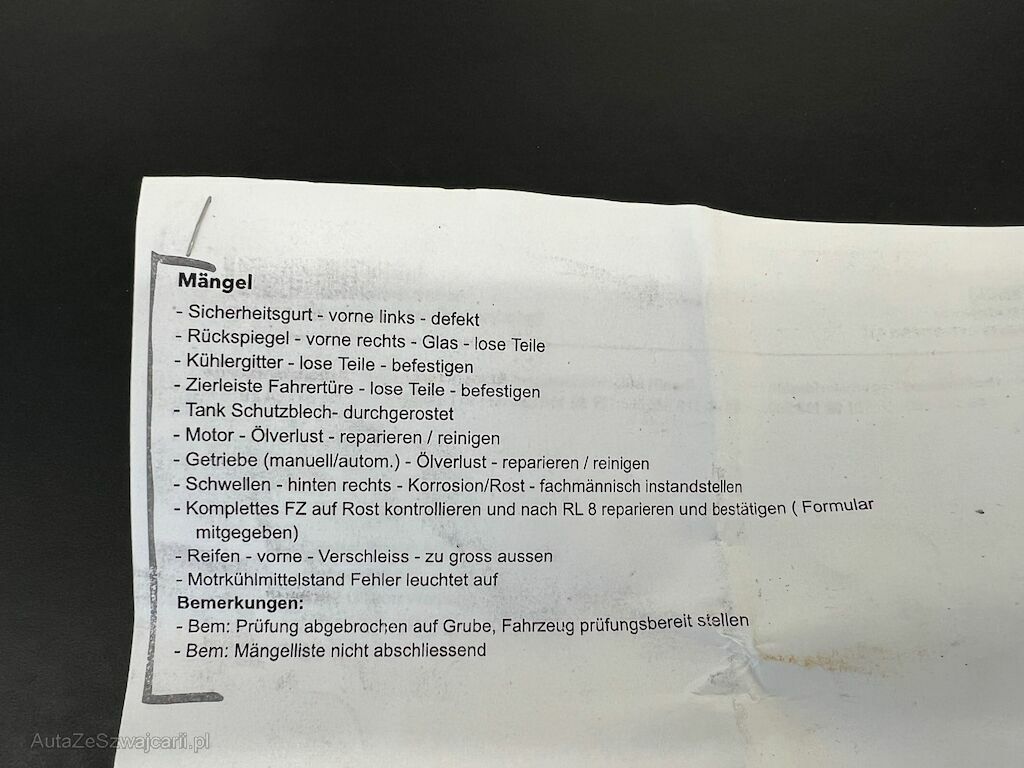 Mängel
- Sicherheitsgurt - vorne links - defekt
- Rückspiegel - vorne rechts - Glas - lose Teile
- Kühlergitter - lose Teile - befestigen
- Zierleiste Fahrertüre - lose Teile - befestigen
- Tank Schutzblech- durchgerostet
- Motor - Ölverlust - reparieren / reinigen
- Getriebe (manuell/autom.) - Ölverlust - reparieren / reinigen
- Schwellen - hinten rechts - Korrosion/Rost - fachmännisch instandstellen
- Komplettes FZ auf Rost kontrollieren und nach RL 8 reparieren und bestätigen ( Formular
mitgegeben)
- Reifen - vorne - Verschleiss - zu gross aussen
- Motrkühlmittelstand Fehler leuchtet auf
Bemerkungen:
- Bem: Prüfung abgebrochen auf Grube, Fahrzeug prüfungsbereit stellen
- Bem: Mängelliste nicht abschliessend
AutaZeSzwajcarii.pl